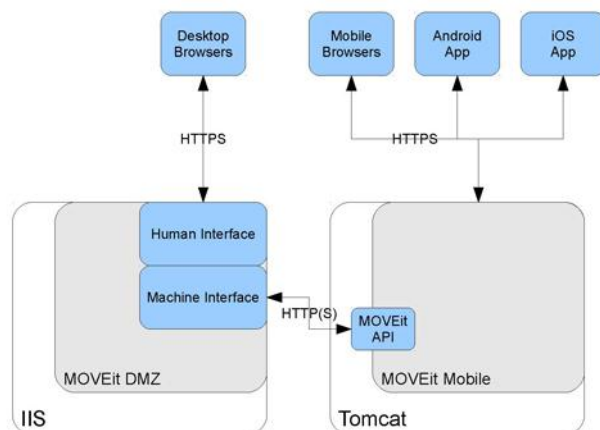 Desktop
Browsers
Mobile
Browsers
Android
App
iOS
App
HTTPS
HTTPS
Human Interface
Machine Interface
HTTP(S)
MOVEit
API
MOVEit DMZ
MOVEit Mobile
IIS
Tomcat